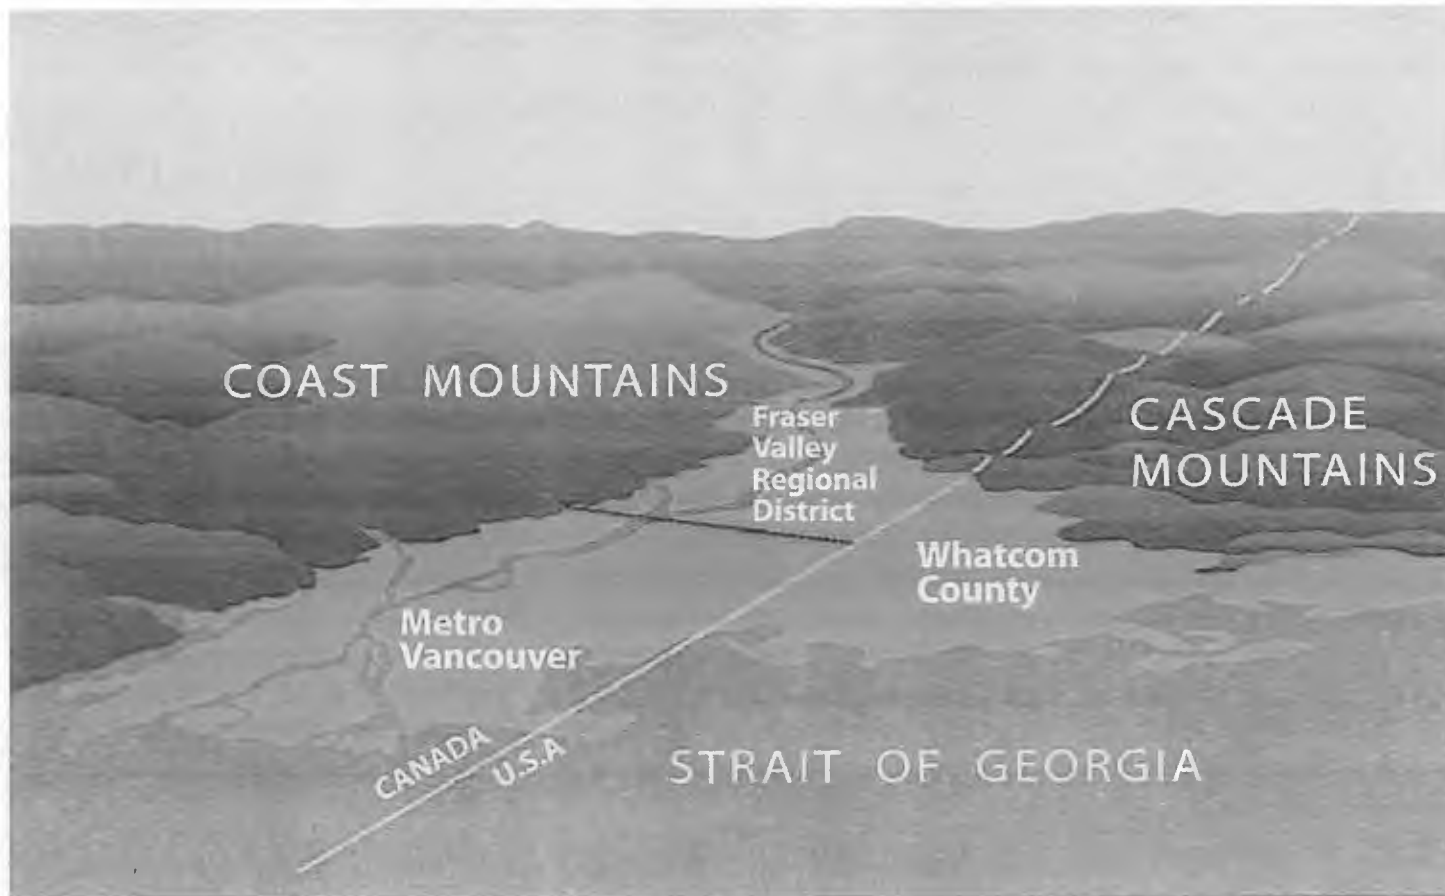 COAST MOUNTAINS
CASCADE
MOUNTAINS
Fraser
Valley
Regional
District
Whatcom
County
Metro
Vancouver
CANADA
U.S.A
STRAIT OF GEORGIA